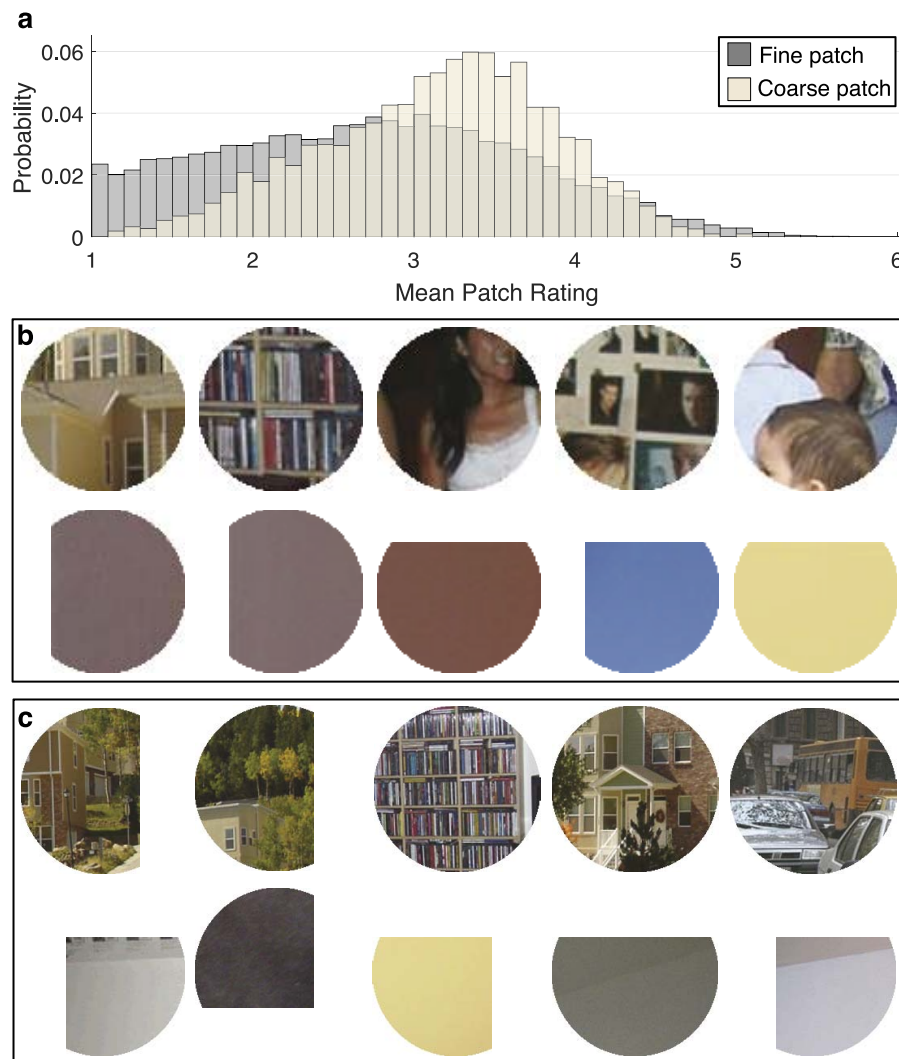 a
0.06
0.04
0.02
0
Probability
Fine patch
Coarse patch
1 2 3 4 5 6
Mean Patch Rating
b
c